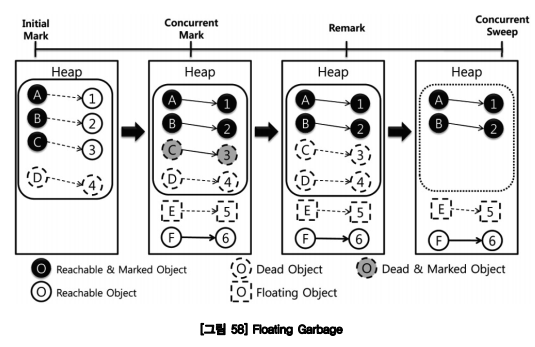 Initial Mark
Concurrent Mark
Remark
Concurrent Sweep
Heap
A 1
B 2
C 3
D 4
Heap
A 1
B 2
C 3
D 4
E 5
F 6
Heap
A 1
B 2
C 3
D 4
E 5
F 6
Heap
A 1
B 2
E 5
F 6
O Reachable & Marked Object
O Dead Object
O Dead & Marked Object
O Reachable Object
O Floating Object
[그림 58] Floating Garbage